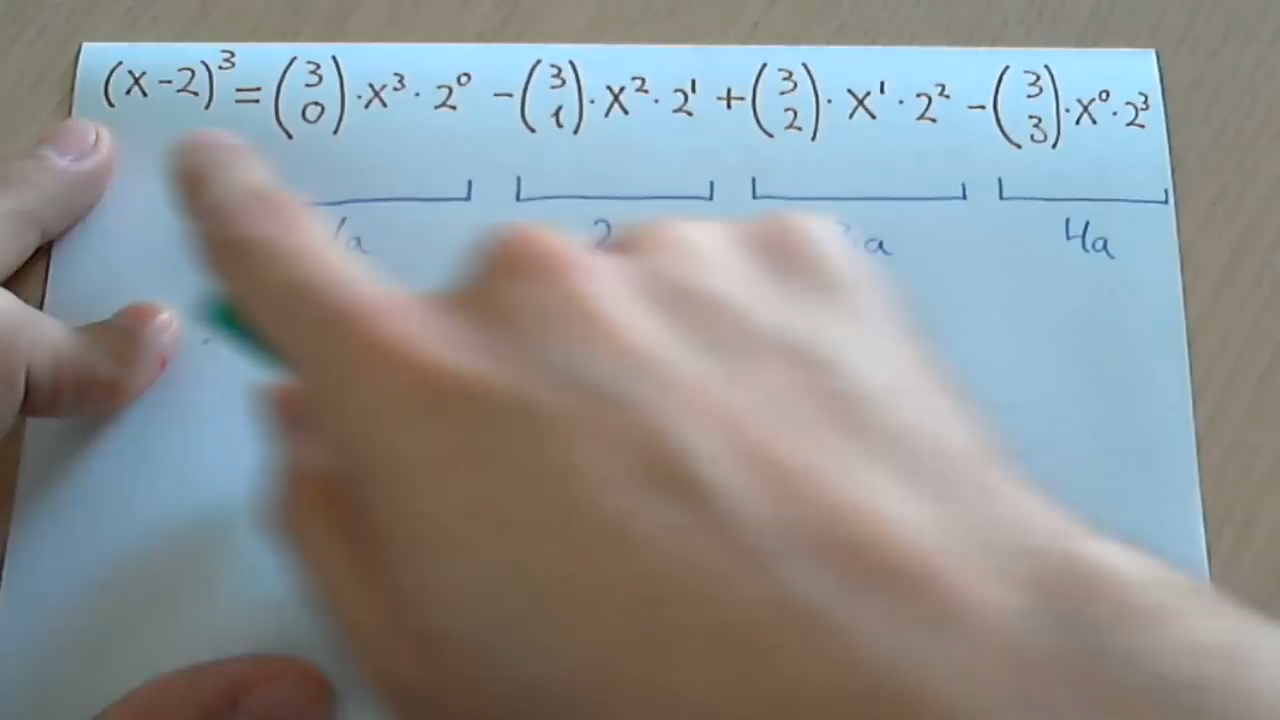 (x-2)³ = (3 0)·x³·2⁰ - (3 1)·x²·2¹ + (3 2)·x¹·2² - (3 3)·x⁰·2³
2 a 4a